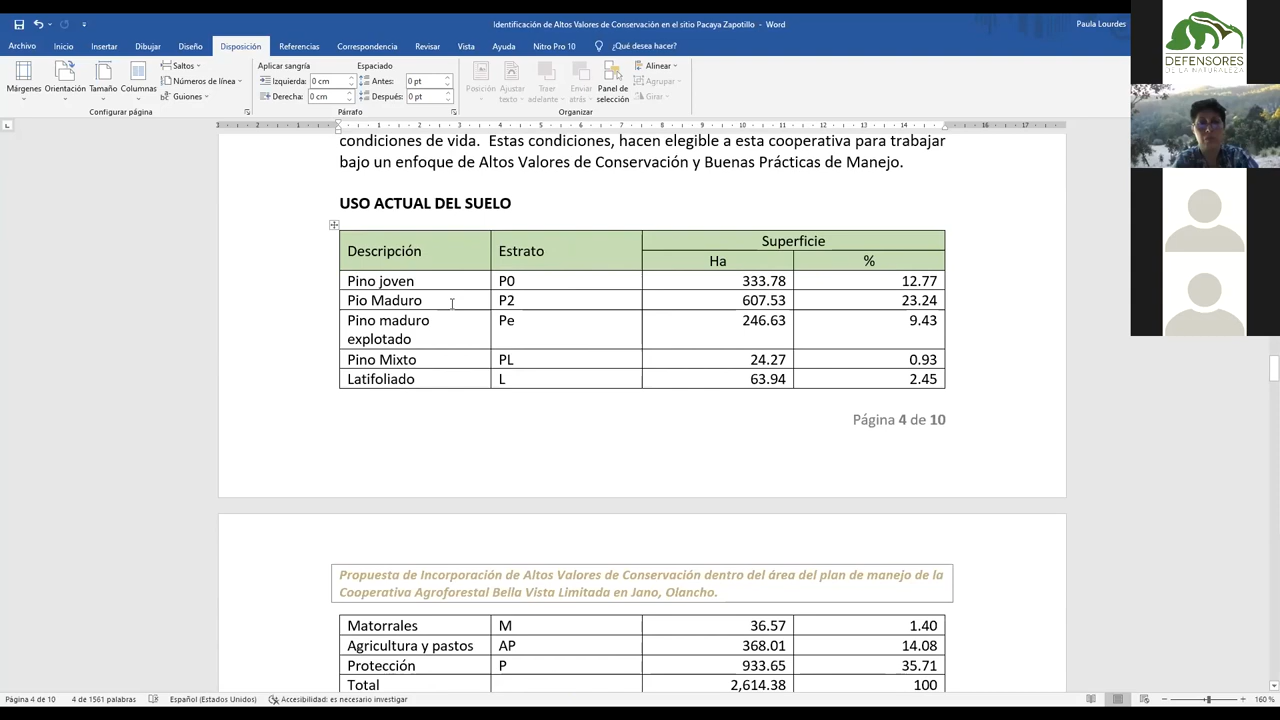 Identificación de Altos Valores de Conservación en el sitio Pacaya Zapotillo - Word
Paula Lourdes
Archivo Inicio Insertar Dibujar Diseño Disposición Referencias Correspondencia Revisar Vista Ayuda Nitro Pro 10 ¿Qué desea hacer?
Márgenes
Orientación
Tamaño
Columnas
Saltos
Números de línea
Guiones
Configurar página
Aplicar sangría
Izquierda: 0 cm
Derecha: 0 cm
Espaciado
Antes: 0 pt
Después: 0 pt
Párrafo
Posición
Ajustar texto
Traer adelante
Enviar atrás
Panel de selección
Alinear
Agrupar
Girar
Organizar
DEFENSORES
DE LA NATURALEZA
condiciones de vida. Estas condiciones, hacen elegible a esta cooperativa para trabajar
bajo un enfoque de Altos Valores de Conservación y Buenas Prácticas de Manejo.
USO ACTUAL DEL SUELO
Descripción Estrato Superficie
Ha %
Pino joven P0 333.78 12.77
Pio Maduro P2 607.53 23.24
Pino maduro explotado Pe 246.63 9.43
Pino Mixto PL 24.27 0.93
Latifoliado L 63.94 2.45
Página 4 de 10
Propuesta de Incorporación de Altos Valores de Conservación dentro del área del plan de manejo de la
Cooperativa Agroforestal Bella Vista Limitada en Jano, Olancho.
Matorrales M 36.57 1.40
Agricultura y pastos AP 368.01 14.08
Protección P 933.65 35.71
Total 2,614.38 100
Página 4 de 10 4 de 1561 palabras Español (Estados Unidos) Accesibilidad: es necesario investigar 160 %